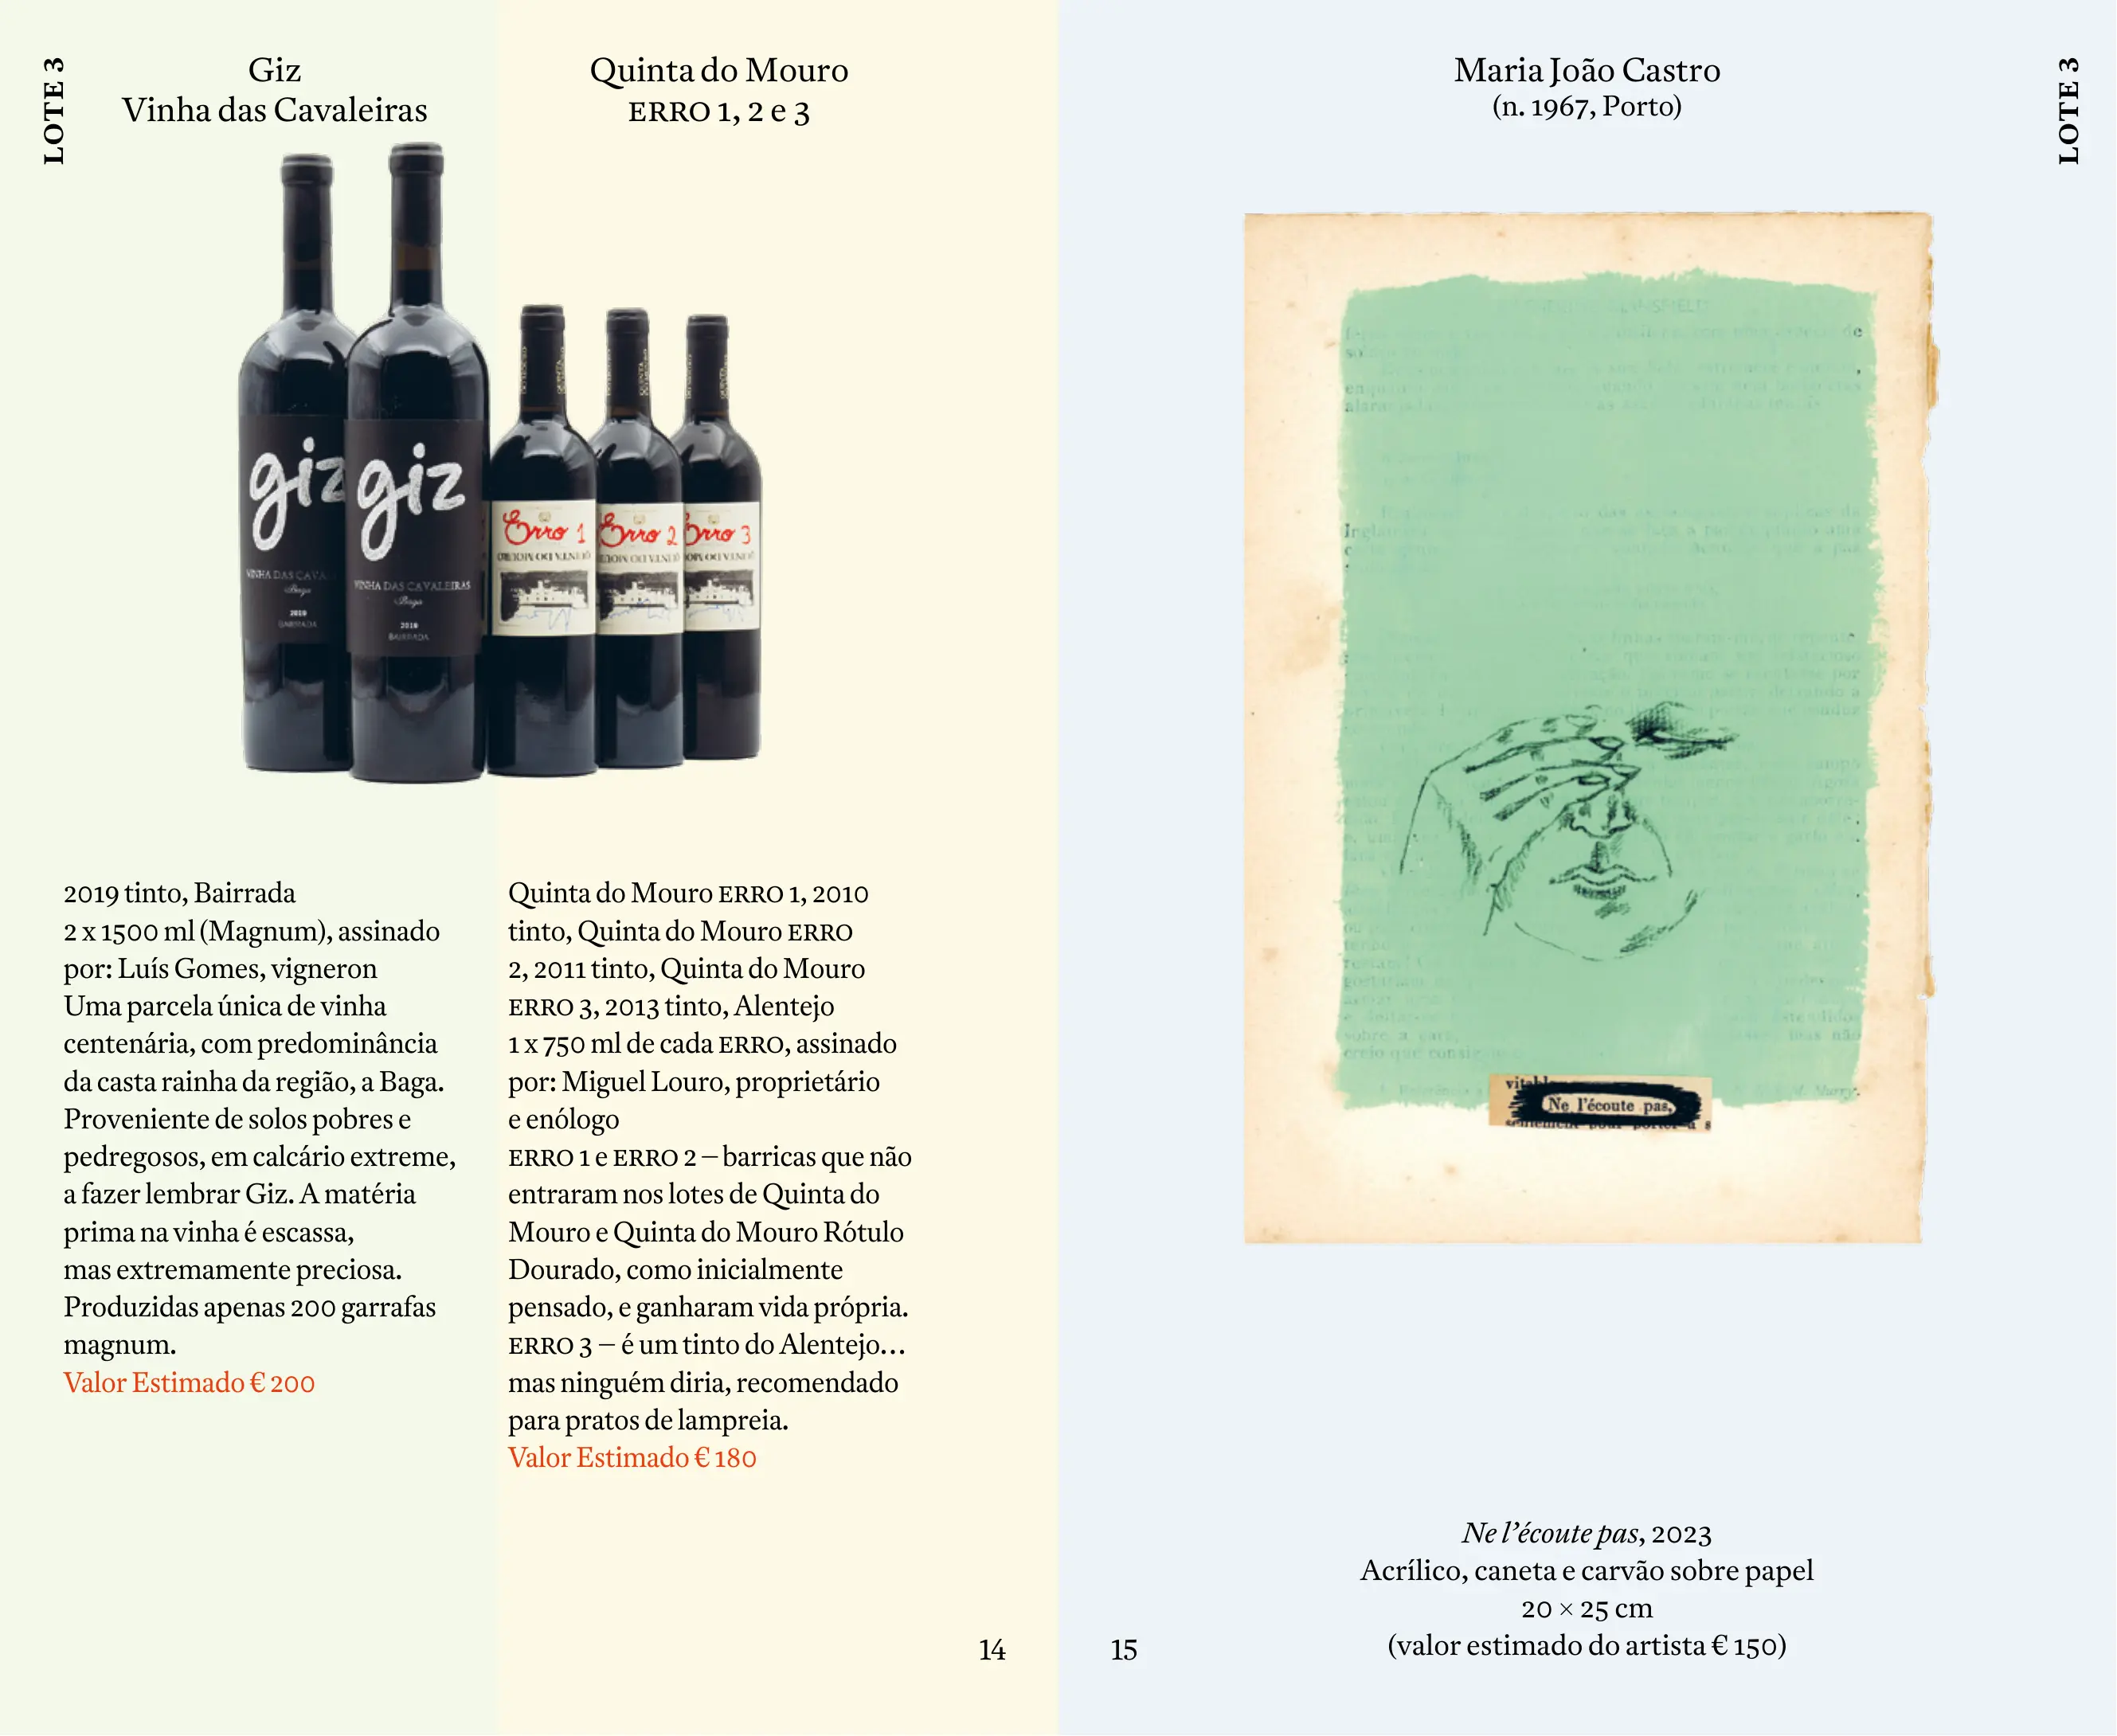 LOTE 3
Giz
Vinha das Cavaleiras
Quinta do Mouro
ERRO 1, 2 e 3
giz
VINHA DAS CAVA
Baga
2019
BAIRRADA
giz
VINHA DAS CAVALEIRAS
Baga
2019
BAIRRADA
Erro 1
Erro 2
Erro 3
2019 tinto, Bairrada
2 x 1500 ml (Magnum), assinado
por: Luís Gomes, vigneron
Uma parcela única de vinha
centenária, com predominância
da casta rainha da região, a Baga.
Proveniente de solos pobres e
pedregosos, em calcário extreme,
a fazer lembrar Giz. A matéria
prima na vinha é escassa,
mas extremamente preciosa.
Produzidas apenas 200 garrafas
magnum.
Valor Estimado € 200
Quinta do Mouro ERRO 1, 2010
tinto, Quinta do Mouro ERRO
2, 2011 tinto, Quinta do Mouro
ERRO 3, 2013 tinto, Alentejo
1 x 750 ml de cada ERRO, assinado
por: Miguel Louro, proprietário
e enólogo
ERRO 1 e ERRO 2 – barricas que não
entraram nos lotes de Quinta do
Mouro e Quinta do Mouro Rótulo
Dourado, como inicialmente
pensado, e ganharam vida própria.
ERRO 3 – é um tinto do Alentejo…
mas ninguém diria, recomendado
para pratos de lampreia.
Valor Estimado € 180
14
Maria João Castro
(n. 1967, Porto)
LOTE 3
Ne l'écoute pas,
Ne l'écoute pas, 2023
Acrílico, caneta e carvão sobre papel
20 × 25 cm
(valor estimado do artista € 150)
15